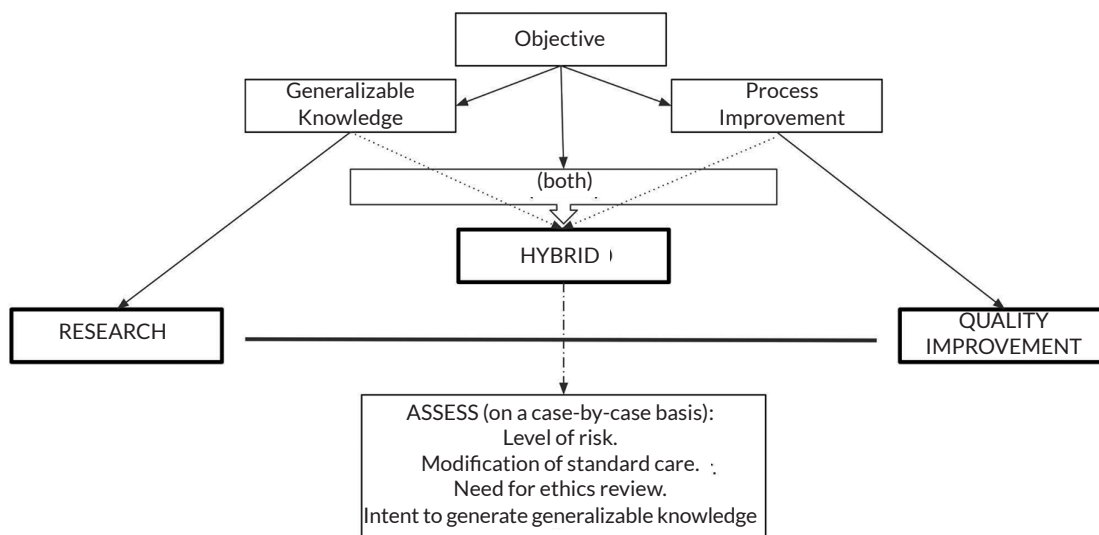 Objective
Generalizable
Knowledge
Process
Improvement
(both)
HYBRID )
RESEARCH
QUALITY
IMPROVEMENT
ASSESS (on a case-by-case basis):
Level of risk.
Modification of standard care.
Need for ethics review.
Intent to generate generalizable knowledge